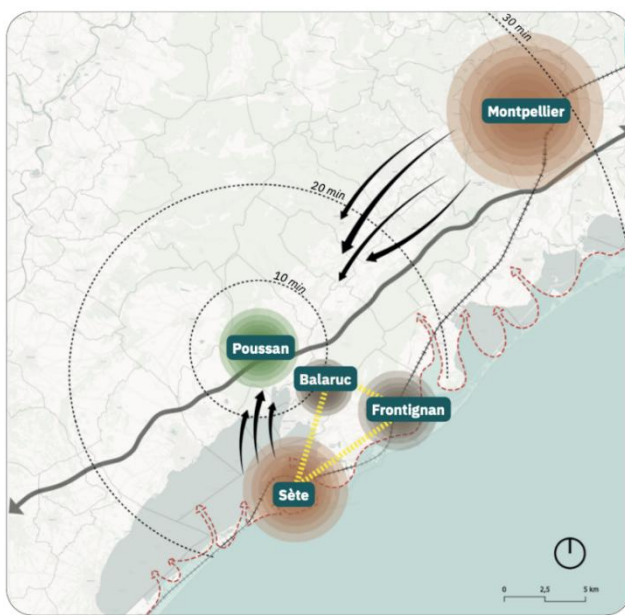 30 min
Montpellier
20 min
10 min
Poussan
Balaruc
Frontignan
Sète
0 2,5 5 km